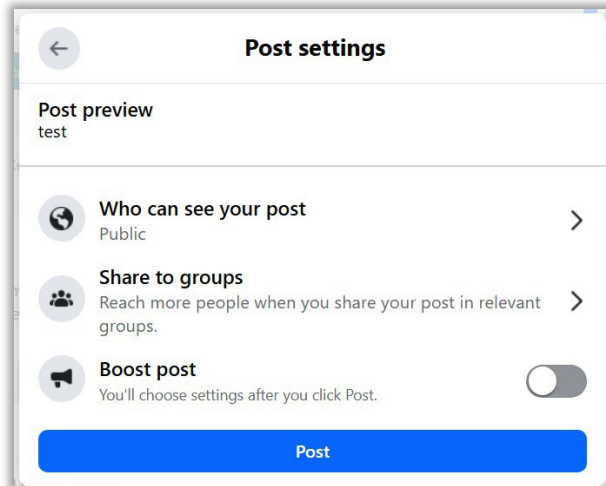 Post settings
Post preview
test
Who can see your post
Public
Share to groups
Reach more people when you share your post in relevant
groups.
Boost post
You'll choose settings after you click Post.
Post